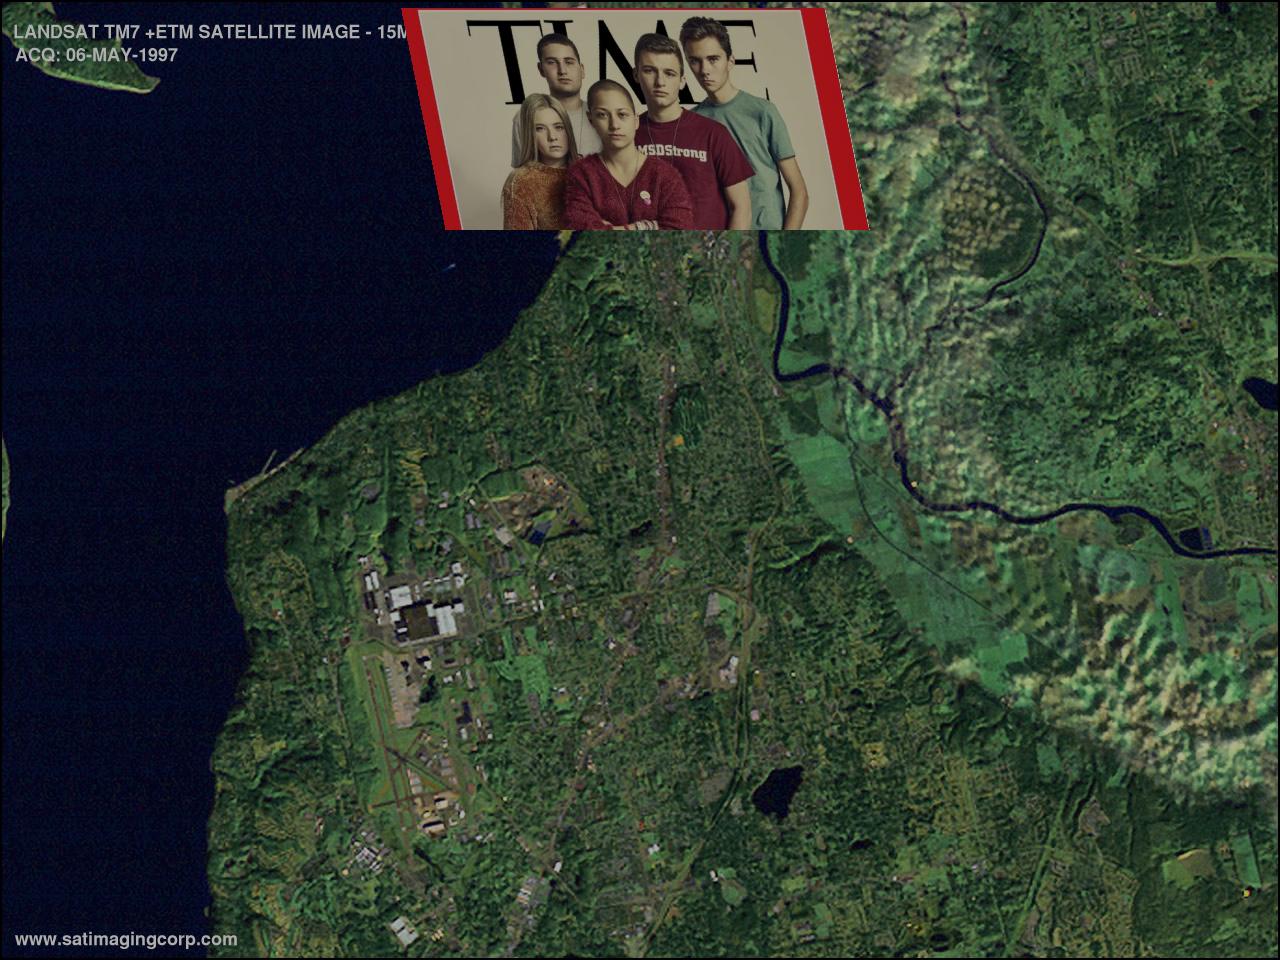 LANDSAT TM7 +ETM SATELLITE IMAGE - 15M
ACQ: 06-MAY-1997
TIME
MSDStrong
www.satimagingcorp.com